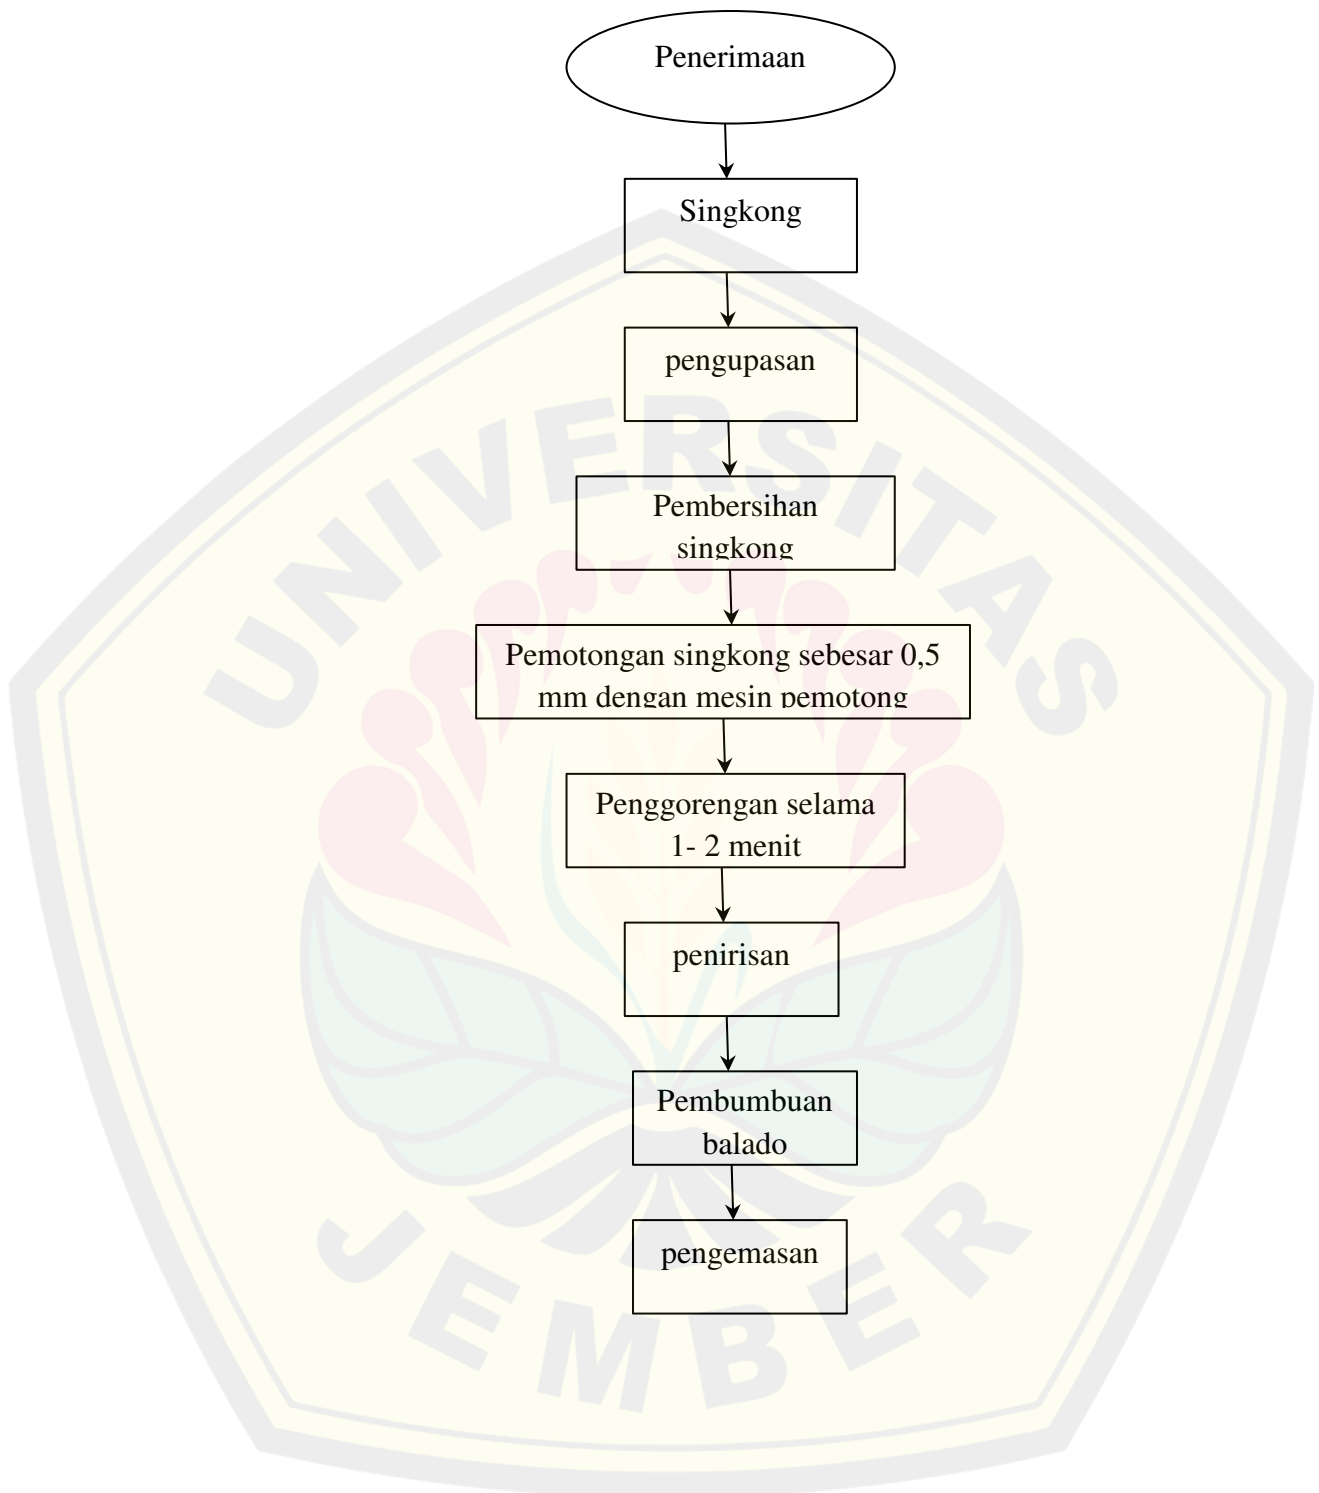 Penerimaan
Singkong
pengupasan
Pembersihan
singkong
Pemotongan singkong sebesar 0,5
mm dengan mesin pemotong
Penggorengan selama
1- 2 menit
penirisan
Pembumbuan
balado
pengemasan
UNIVERSITAS
JEMBER